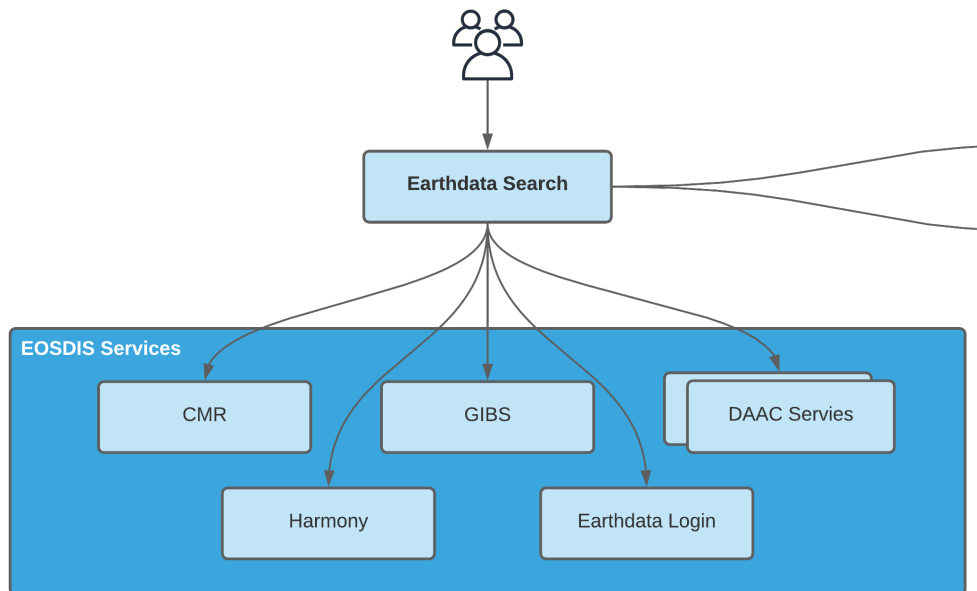 Earthdata Search
EOSDIS Services
CMR
GIBS
DAAC Servies
Harmony
Earthdata Login